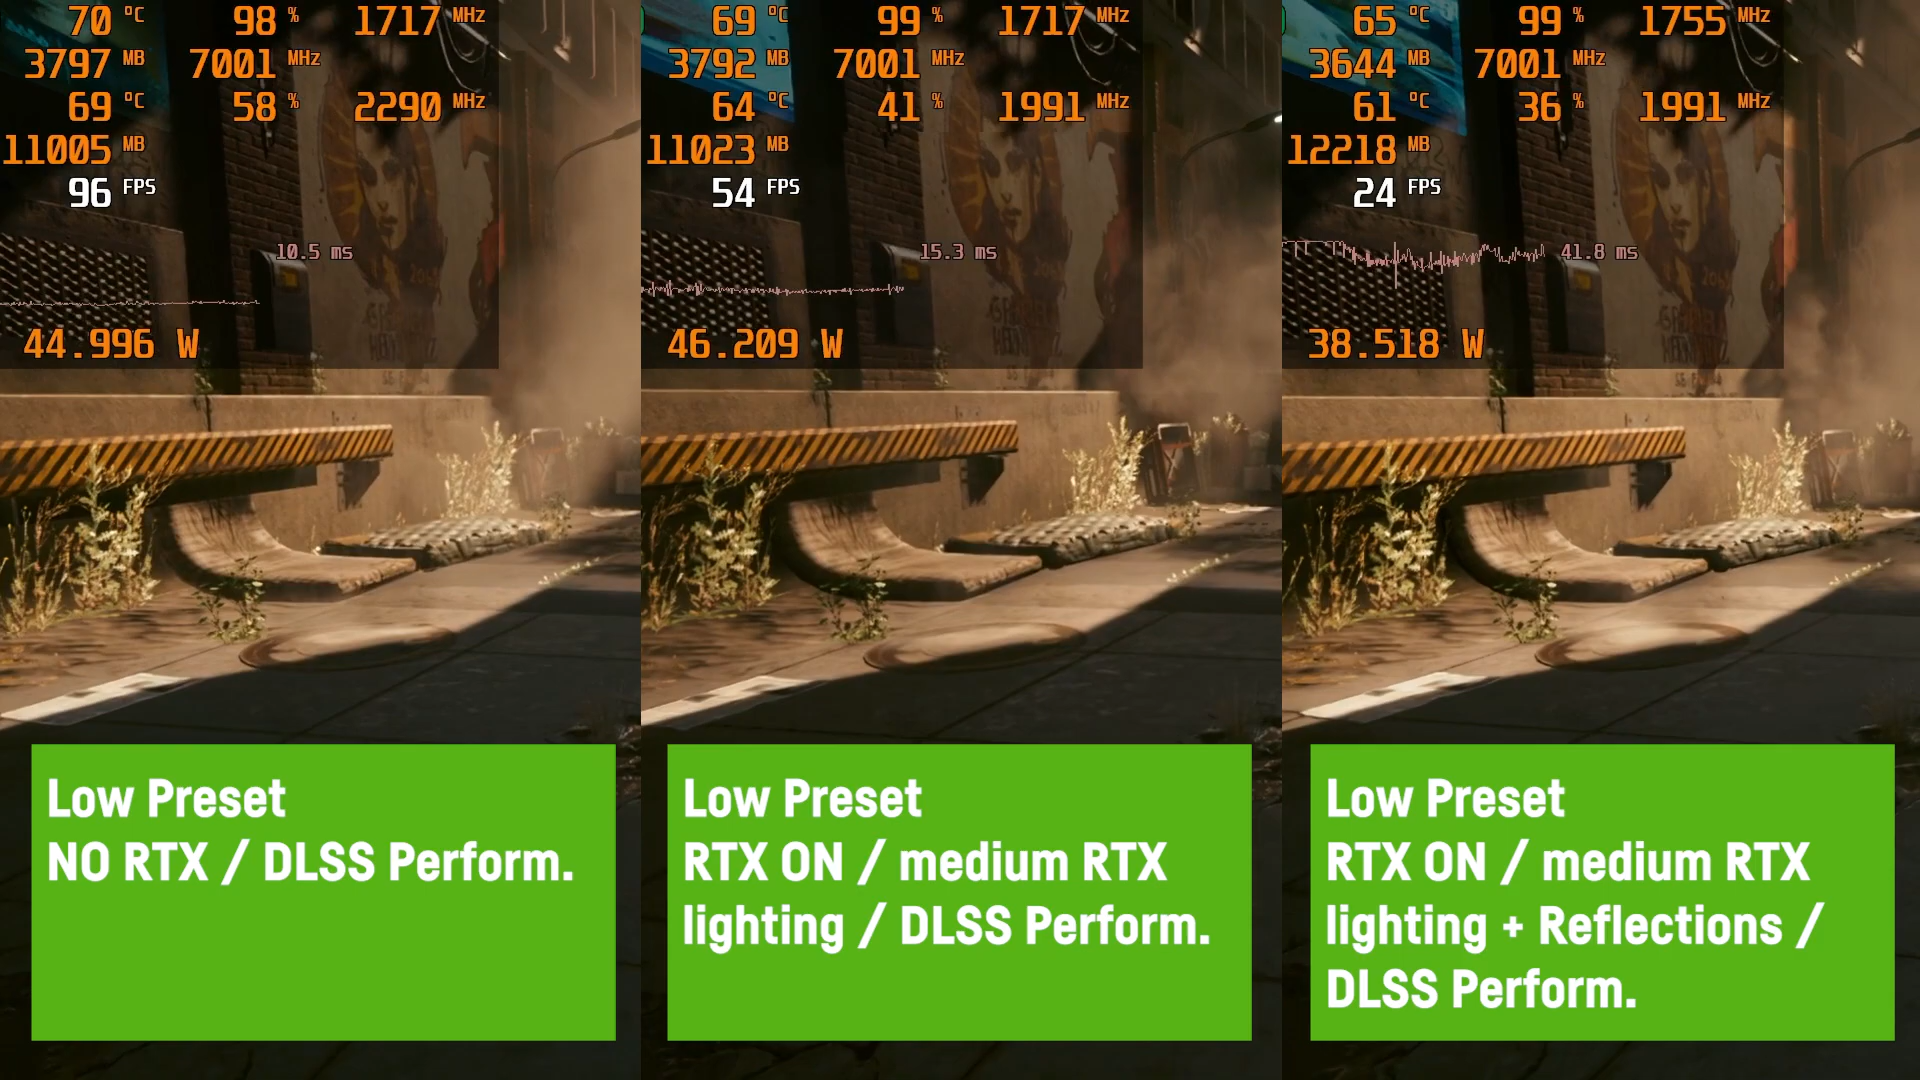 70 °C 98 % 1717 MHz
3797 MB 7001 MHz
69 °C 58 % 2290 MHz
11005 MB
96 FPS
10.5 ms
44.996 W
Low Preset
NO RTX / DLSS Perform.
69 °C 99 % 1717 MHz
3792 MB 7001 MHz
64 °C 41 % 1991 MHz
11023 MB
54 FPS
15.3 ms
46.209 W
Low Preset
RTX ON / medium RTX
lighting / DLSS Perform.
65 °C 99 % 1755 MHz
3644 MB 7001 MHz
61 °C 36 % 1991 MHz
12218 MB
24 FPS
41.8 ms
38.518 W
Low Preset
RTX ON / medium RTX
lighting + Reflections /
DLSS Perform.